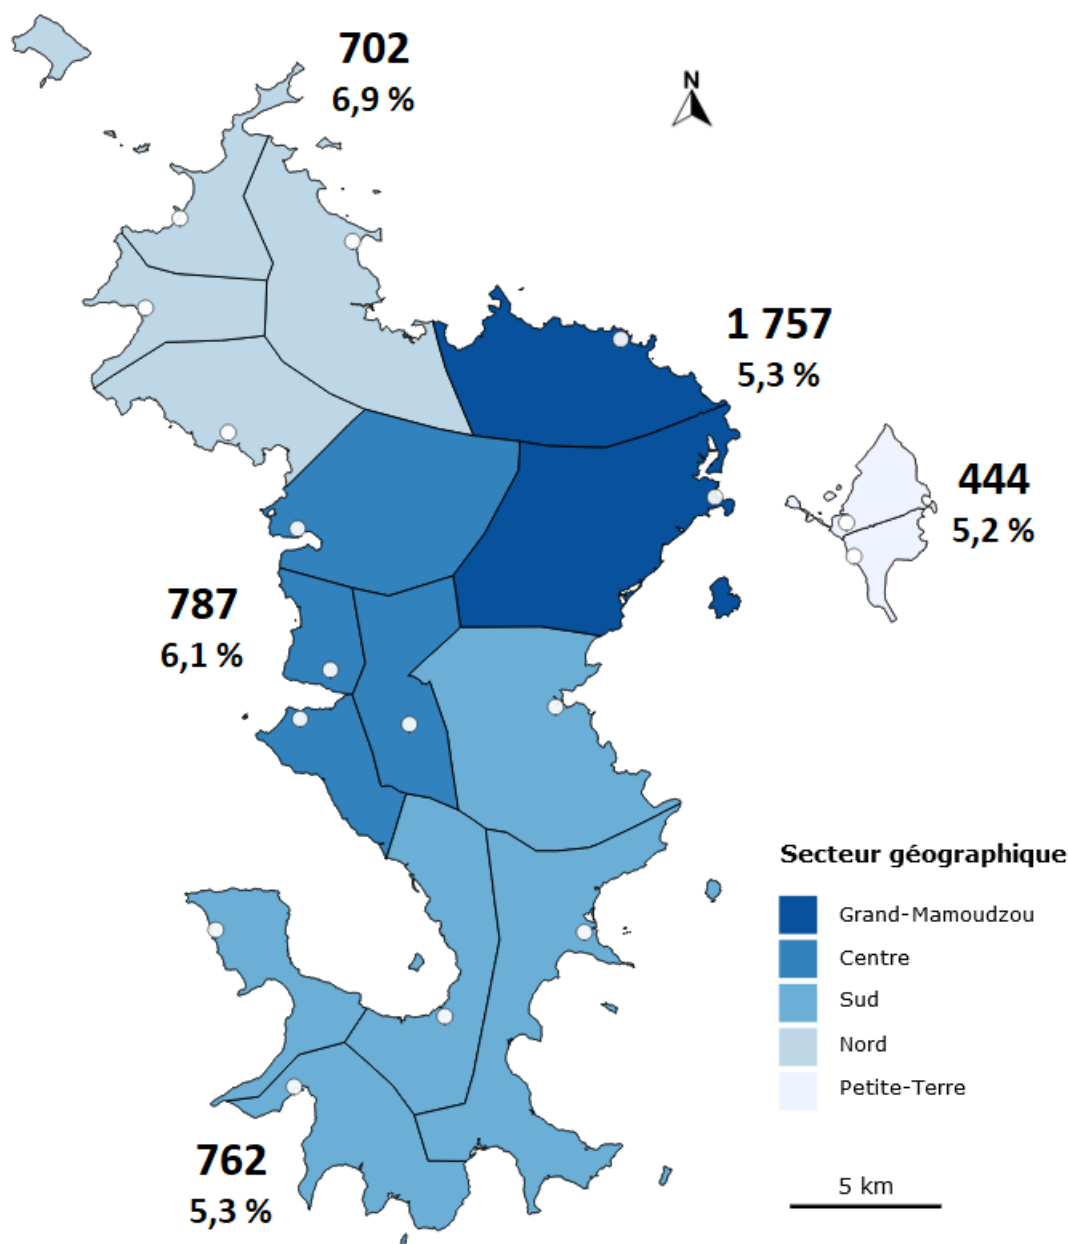 702
6,9 %
N
1 757
5,3 %
444
5,2 %
787
6,1 %
Secteur géographique
Grand-Mamoudzou
Centre
Sud
Nord
Petite-Terre
762
5,3 %
5 km